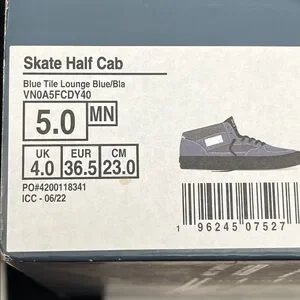 Skate Half Cab
Blue Tile Lounge Blue/Bla
VN0A5FCDY40
5.0 MN
UK EUR CM
4.0 36.5 23.0
PO#4200118341
ICC - 06/22
1 96245 07527